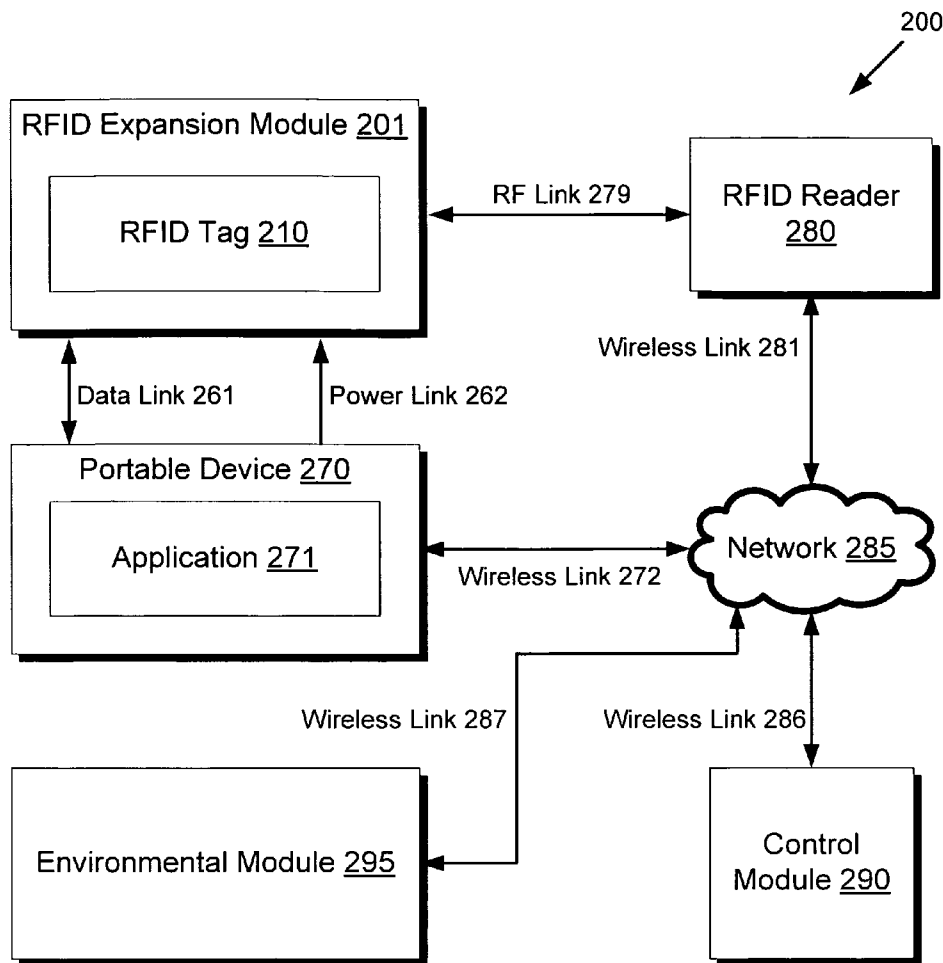 200
RFID Expansion Module 201
RFID Tag 210
RF Link 279
RFID Reader
280
Wireless Link 281
Data Link 261
Power Link 262
Portable Device 270
Application 271
Wireless Link 272
Network 285
Wireless Link 287
Wireless Link 286
Environmental Module 295
Control
Module 290